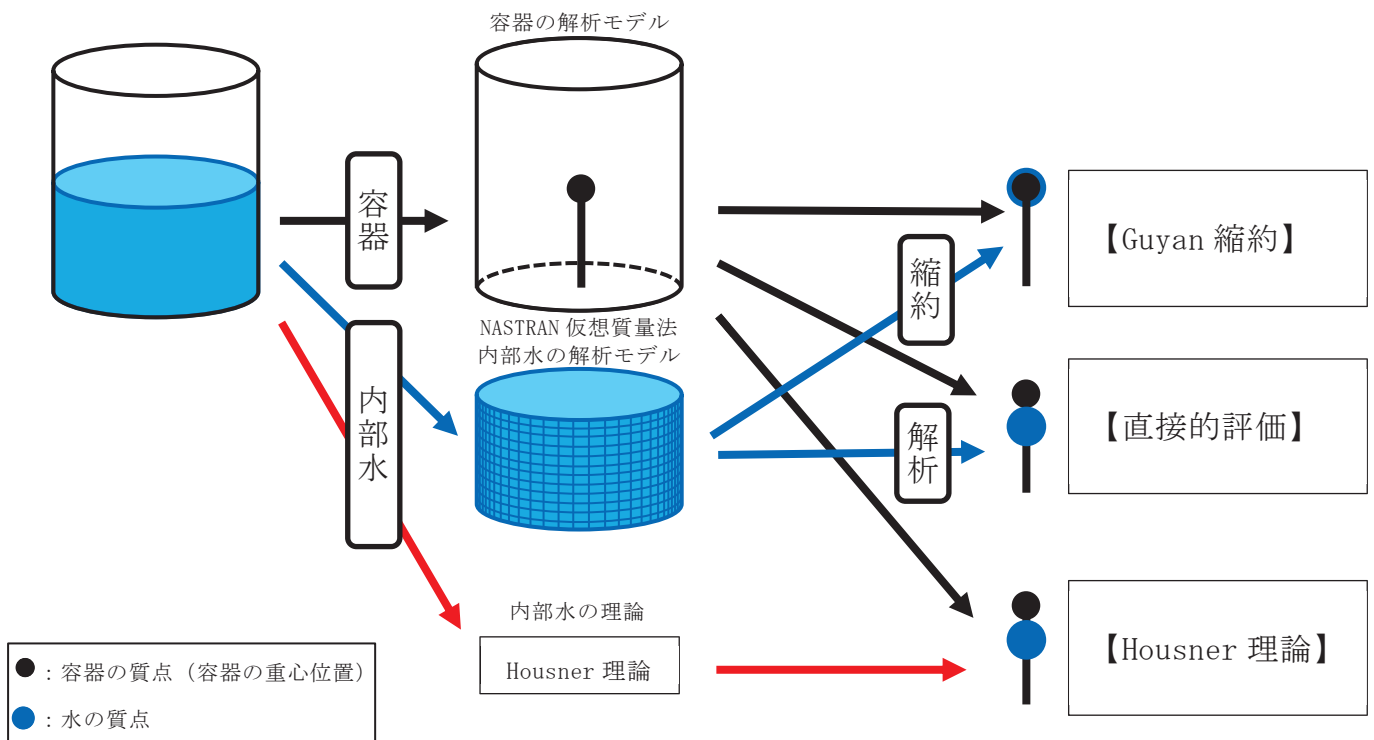 容器の解析モデル
容器
縮約
【Guyan 縮約】
NASTRAN 仮想質量法
内部水の解析モデル
内部水
解析
【直接的評価】
内部水の理論
Housner 理論
【Housner 理論】
：容器の質点（容器の重心位置）
：水の質点